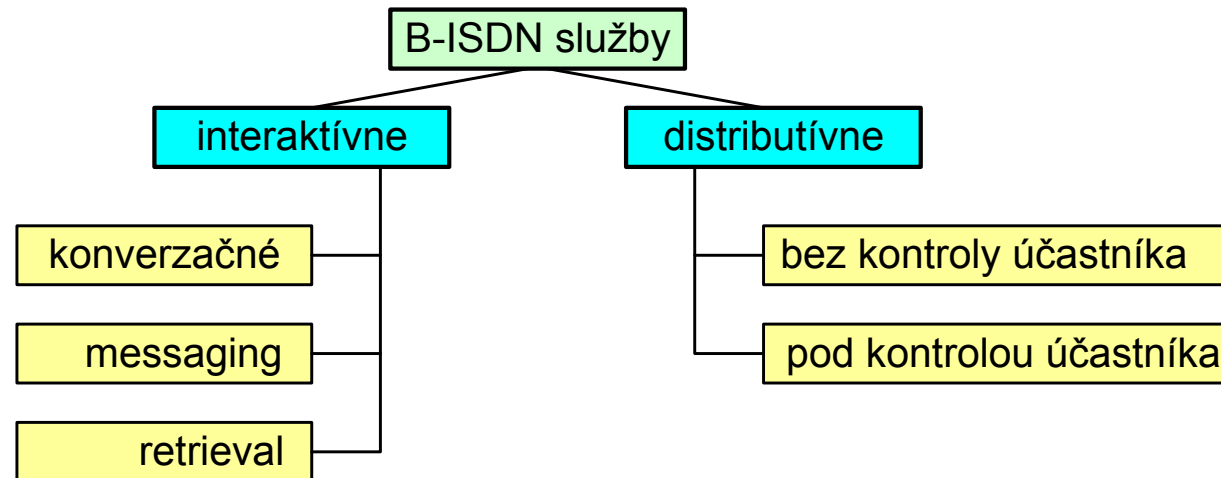 B-ISDN služby
interaktívne
distributívne
konverzačné
messaging
retrieval
bez kontroly účastníka
pod kontrolou účastníka